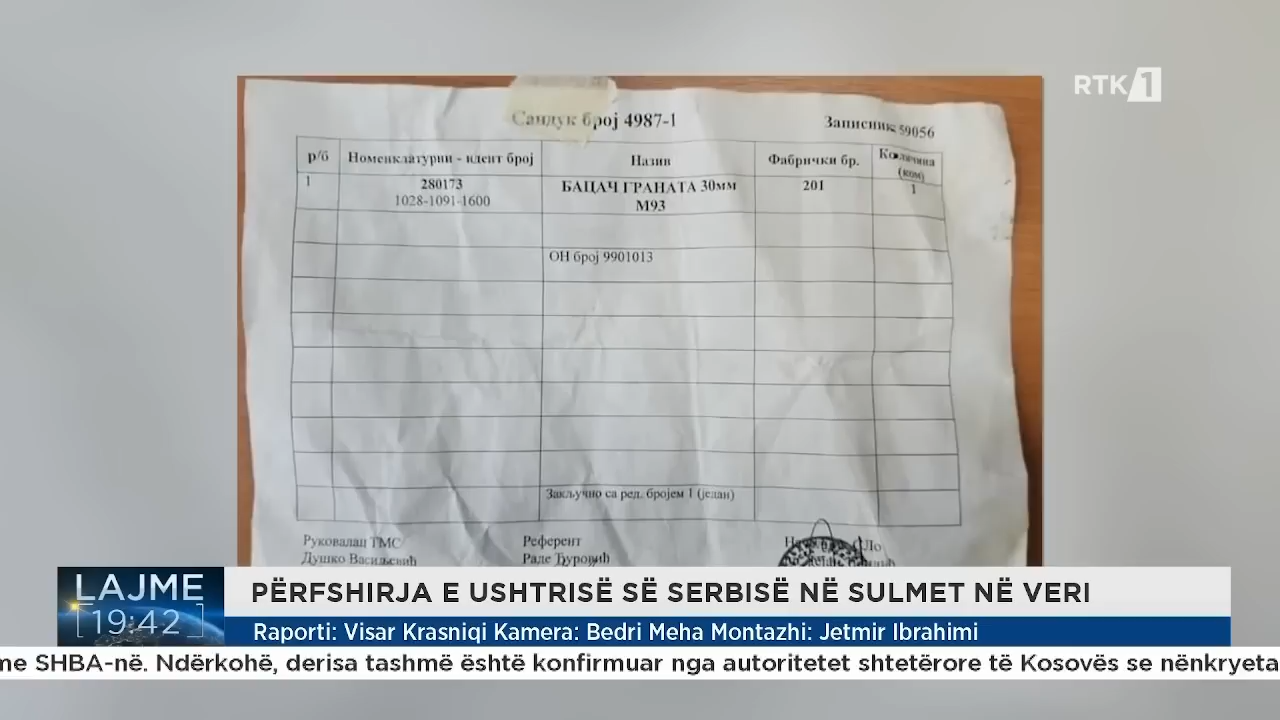 RTK 1
Сандук број 4987-1
Записник 59056
р/б Номенклатурни - идент број Назив Фабрички бр. Количина (ком)
1 280173 БАЦАЧ ГРАНАТА 30мм 201 1
1028-1091-1600 М93
ОН број 9901013
Закључно са ред. бројем 1 (један)
Руковалац ТМС Референт
Душко Васиљевић Раде Ђуровић
LAJME
19:42
PËRFSHIRJA E USHTRISË SË SERBISË NË SULMET NË VERI
Raporti: Visar Krasniqi Kamera: Bedri Meha Montazhi: Jetmir Ibrahimi
me SHBA-në. Ndërkohë, derisa tashmë është konfirmuar nga autoritetet shtetërore të Kosovës se nënkryeta